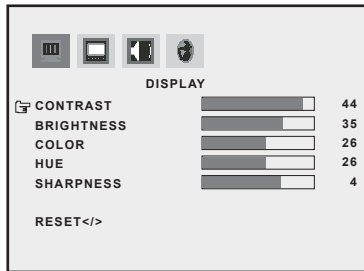 DISPLAY
CONTRAST 44
BRIGHTNESS 35
COLOR 26
HUE 26
SHARPNESS 4
RESET</>